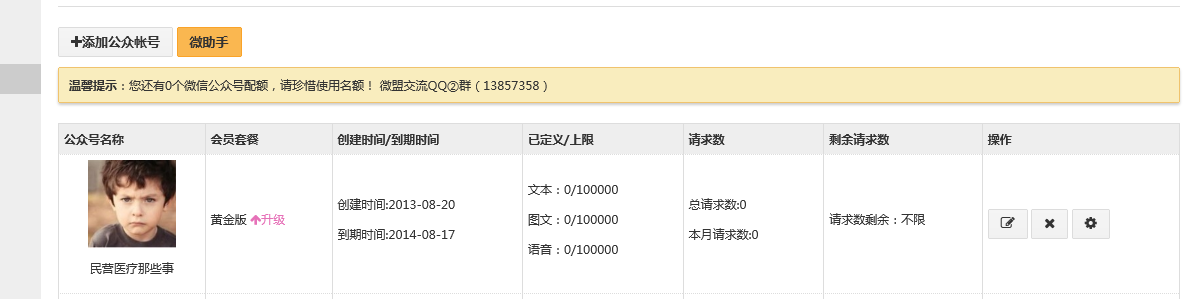 添加公众帐号 微助手
温馨提示：您还有0个微信公众号配额，请珍惜使用名额！ 微盟交流QQ②群（13857358）
公众号名称 会员套餐 创建时间/到期时间 已定义/上限 请求数 剩余请求数 操作
民营医疗那些事
黄金版 升级
创建时间:2013-08-20
到期时间:2014-08-17
文本：0/100000
图文：0/100000
语音：0/100000
总请求数:0
本月请求数:0
请求数剩余：不限